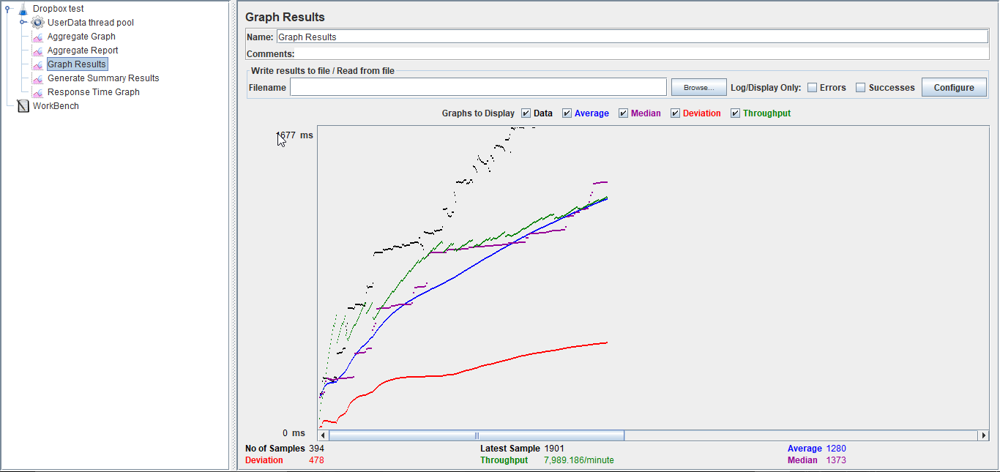 Dropbox test
UserData thread pool
Aggregate Graph
Aggregate Report
Graph Results
Generate Summary Results
Response Time Graph
WorkBench
Graph Results
Name: Graph Results
Comments:
Write results to file / Read from file
Filename Browse... Log/Display Only: Errors Successes Configure
Graphs to Display Data Average Median Deviation Throughput
1677 ms
0 ms
No of Samples 394 Latest Sample 1901 Average 1280
Deviation 478 Throughput 7,989.186/minute Median 1373